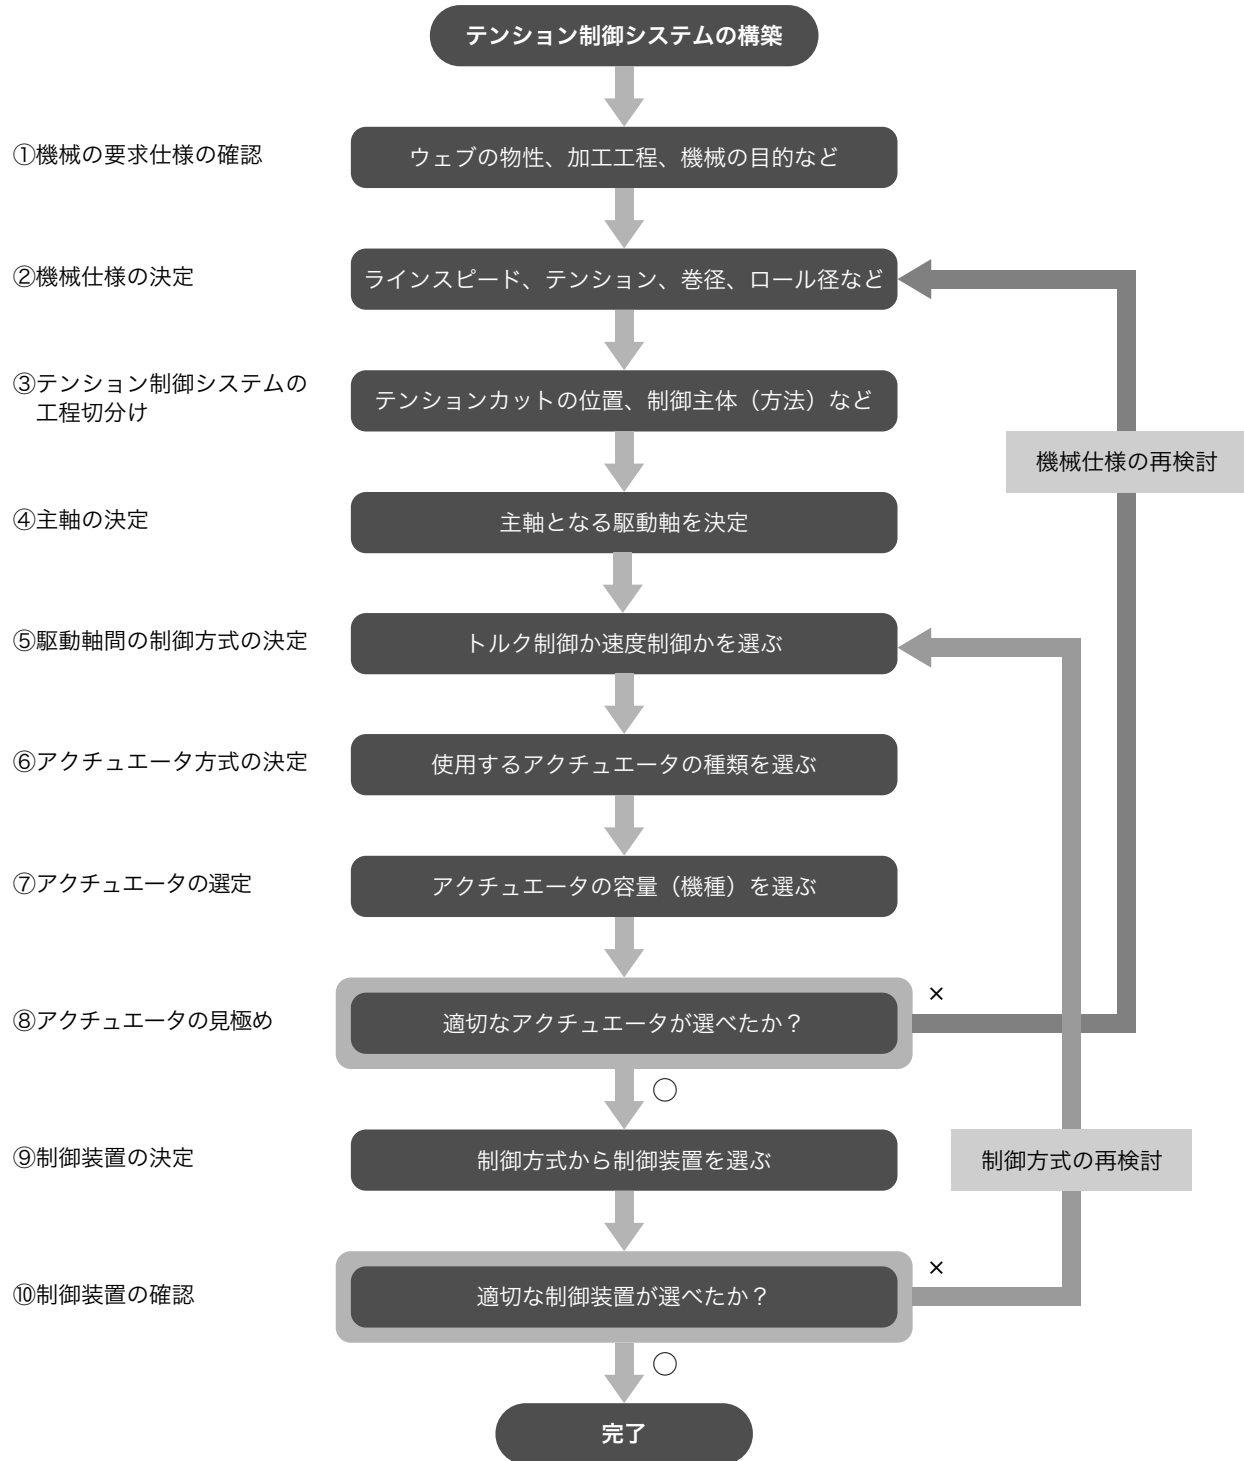 テンション制御システムの構築
①機械の要求仕様の確認
ウェブの物性、加工工程、機械の目的など
②機械仕様の決定
ラインスピード、テンション、巻径、ロール径など
③テンション制御システムの
工程切分け
テンションカットの位置、制御主体（方法）など
機械仕様の再検討
④主軸の決定
主軸となる駆動軸を決定
⑤駆動軸間の制御方式の決定
トルク制御か速度制御かを選ぶ
⑥アクチュエータ方式の決定
使用するアクチュエータの種類を選ぶ
⑦アクチュエータの選定
アクチュエータの容量（機種）を選ぶ
⑧アクチュエータの見極め
適切なアクチュエータが選べたか？
×
○
⑨制御装置の決定
制御方式から制御装置を選ぶ
制御方式の再検討
⑩制御装置の確認
適切な制御装置が選べたか？
×
○
完了